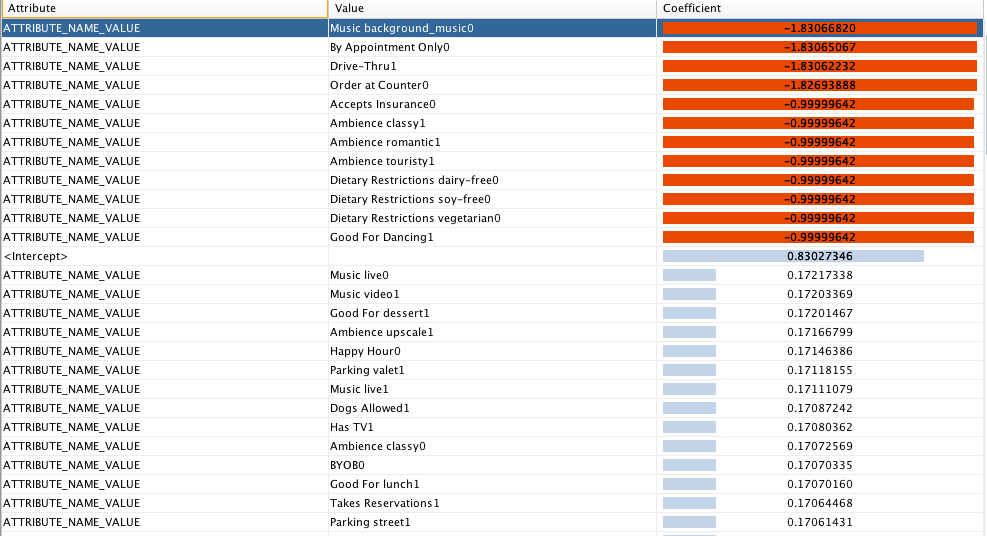 Attribute Value Coefficient
ATTRIBUTE_NAME_VALUE Music background_music0 -1.83066820
ATTRIBUTE_NAME_VALUE By Appointment Only0 -1.83065067
ATTRIBUTE_NAME_VALUE Drive-Thru1 -1.83062232
ATTRIBUTE_NAME_VALUE Order at Counter0 -1.82693888
ATTRIBUTE_NAME_VALUE Accepts Insurance0 -0.99999642
ATTRIBUTE_NAME_VALUE Ambience classy1 -0.99999642
ATTRIBUTE_NAME_VALUE Ambience romantic1 -0.99999642
ATTRIBUTE_NAME_VALUE Ambience touristy1 -0.99999642
ATTRIBUTE_NAME_VALUE Dietary Restrictions dairy-free0 -0.99999642
ATTRIBUTE_NAME_VALUE Dietary Restrictions soy-free0 -0.99999642
ATTRIBUTE_NAME_VALUE Dietary Restrictions vegetarian0 -0.99999642
ATTRIBUTE_NAME_VALUE Good For Dancing1 -0.99999642
<Intercept> 0.83027346
ATTRIBUTE_NAME_VALUE Music live0 0.17217338
ATTRIBUTE_NAME_VALUE Music video1 0.17203369
ATTRIBUTE_NAME_VALUE Good For dessert1 0.17201467
ATTRIBUTE_NAME_VALUE Ambience upscale1 0.17166799
ATTRIBUTE_NAME_VALUE Happy Hour0 0.17146386
ATTRIBUTE_NAME_VALUE Parking valet1 0.17118155
ATTRIBUTE_NAME_VALUE Music live1 0.17111079
ATTRIBUTE_NAME_VALUE Dogs Allowed1 0.17087242
ATTRIBUTE_NAME_VALUE Has TV1 0.17080362
ATTRIBUTE_NAME_VALUE Ambience classy0 0.17072569
ATTRIBUTE_NAME_VALUE BYOB0 0.17070335
ATTRIBUTE_NAME_VALUE Good For lunch1 0.17070160
ATTRIBUTE_NAME_VALUE Takes Reservations1 0.17064468
ATTRIBUTE_NAME_VALUE Parking street1 0.17061431